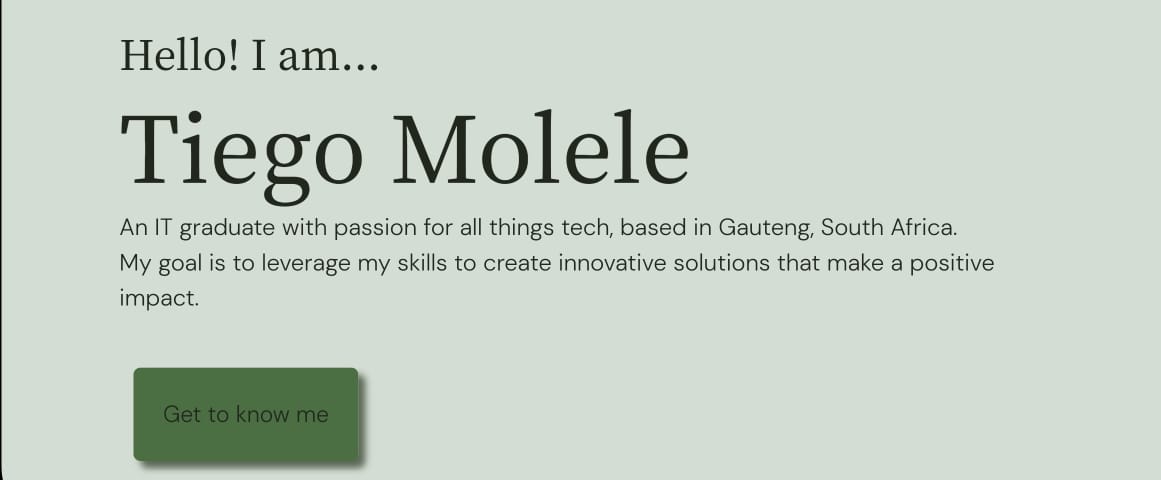 Hello! I am...
Tiego Molele
An IT graduate with passion for all things tech, based in Gauteng, South Africa.
My goal is to leverage my skills to create innovative solutions that make a positive
impact.
Get to know me